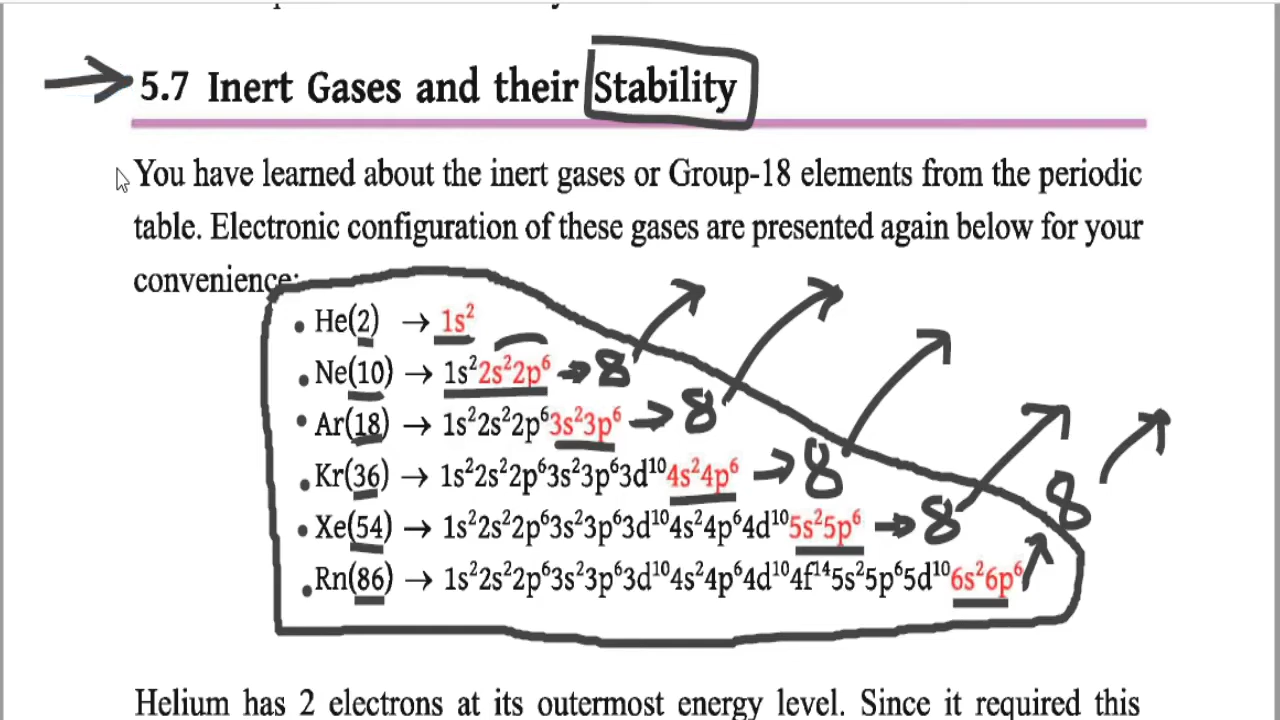 5.7 Inert Gases and their Stability
You have learned about the inert gases or Group-18 elements from the periodic
table. Electronic configuration of these gases are presented again below for your
convenience:
• He(2) → 1s²
• Ne(10) → 1s²2s²2p⁶ → 8
• Ar(18) → 1s²2s²2p⁶3s²3p⁶ → 8
• Kr(36) → 1s²2s²2p⁶3s²3p⁶3d¹⁰4s²4p⁶ → 8
• Xe(54) → 1s²2s²2p⁶3s²3p⁶3d¹⁰4s²4p⁶4d¹⁰5s²5p⁶ → 8
• Rn(86) → 1s²2s²2p⁶3s²3p⁶3d¹⁰4s²4p⁶4d¹⁰4f¹⁴5s²5p⁶5d¹⁰6s²6p⁶ 8
Helium has 2 electrons at its outermost energy level. Since it required this